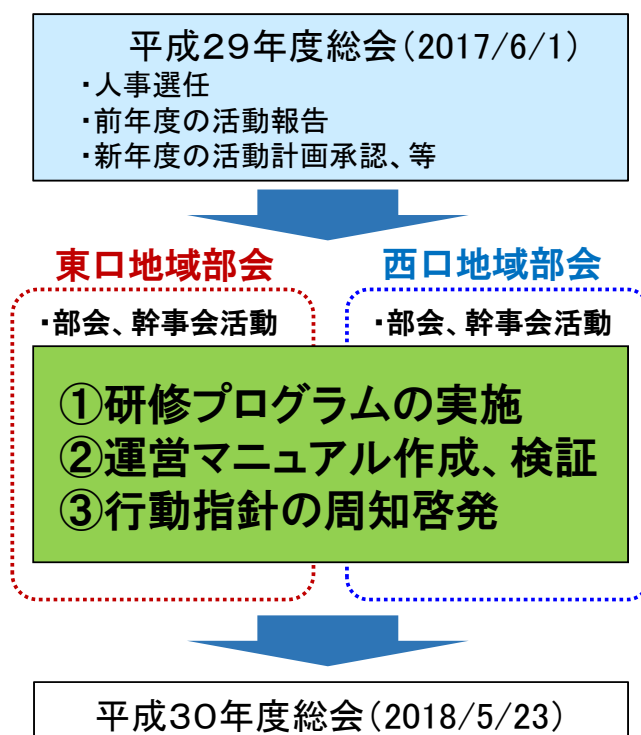 平成２９年度総会（2017/6/1）
・人事選任
・前年度の活動報告
・新年度の活動計画承認、等
東口地域部会
西口地域部会
・部会、幹事会活動
・部会、幹事会活動
①研修プログラムの実施
②運営マニュアル作成、検証
③行動指針の周知啓発
平成３０年度総会（2018/5/23）